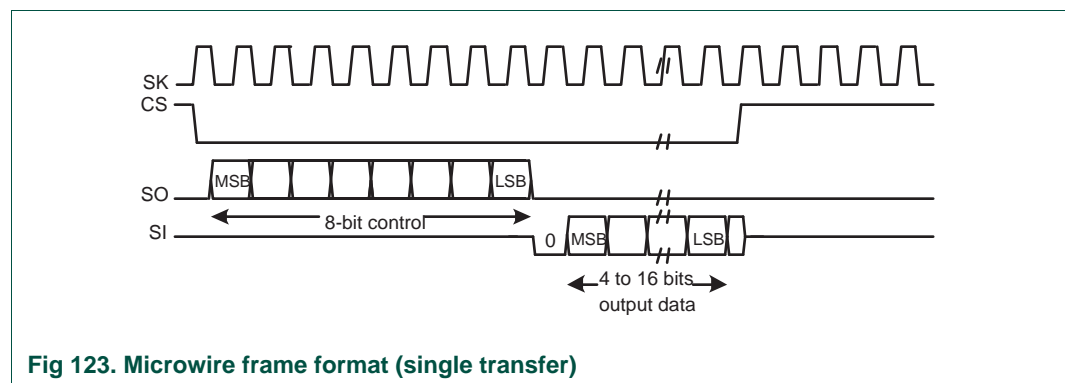 SK
CS
SO
MSB
LSB
8-bit control
SI
0
MSB
LSB
4 to 16 bits
output data
Fig 123. Microwire frame format (single transfer)